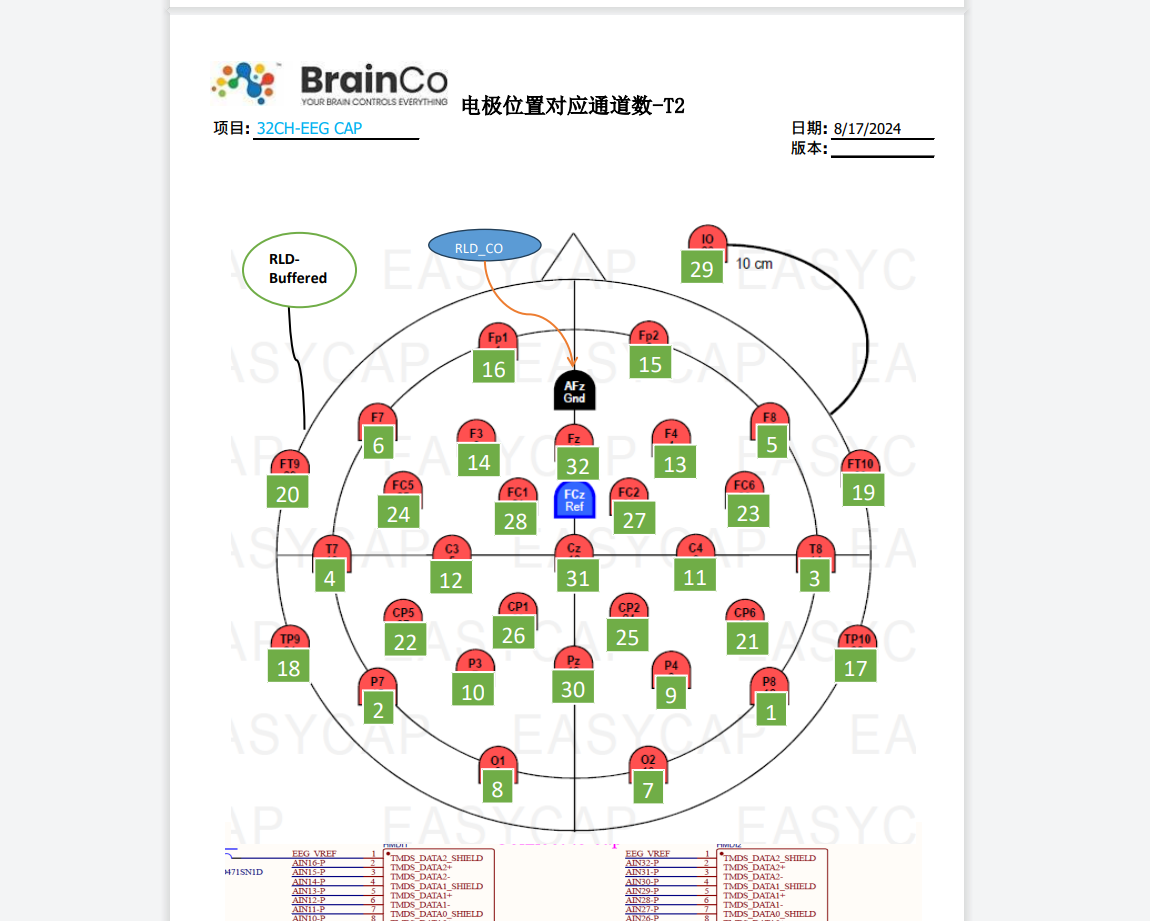 BrainCo
YOUR BRAIN CONTROLS EVERYTHING
电极位置对应通道数-T2
项目: 32CH-EEG CAP
日期: 8/17/2024
版本:
RLD-
Buffered
RLD_CO
IO
29
10 cm
Fp1
16
Fp2
15
AFz
Gnd
F7
6
F3
14
Fz
32
F4
13
F8
5
FT9
20
FC5
24
FC1
28
FCz
Ref
FC2
27
FC6
23
FT10
19
T7
4
C3
12
Cz
31
C4
11
T8
3
CP5
22
CP1
26
CP2
25
CP6
21
TP9
18
TP10
17
P7
2
P3
10
Pz
30
P4
9
P8
1
O1
8
O2
7
EASYCAP
EEG_VREF 1 TMDS_DATA2_SHIELD
AIN16-P 2 TMDS_DATA2+
AIN15-P 3 TMDS_DATA2-
AIN14-P 4 TMDS_DATA1_SHIELD
AIN13-P 5 TMDS_DATA1+
AIN12-P 6 TMDS_DATA1-
AIN11-P 7 TMDS_DATA0_SHIELD
AIN10-P 8
9471SN1D
EEG_VREF 1 TMDS_DATA2_SHIELD
AIN32-P 2 TMDS_DATA2+
AIN31-P 3 TMDS_DATA2-
AIN30-P 4 TMDS_DATA1_SHIELD
AIN29-P 5 TMDS_DATA1+
AIN28-P 6 TMDS_DATA1-
AIN27-P 7 TMDS_DATA0_SHIELD
AIN26-P 8